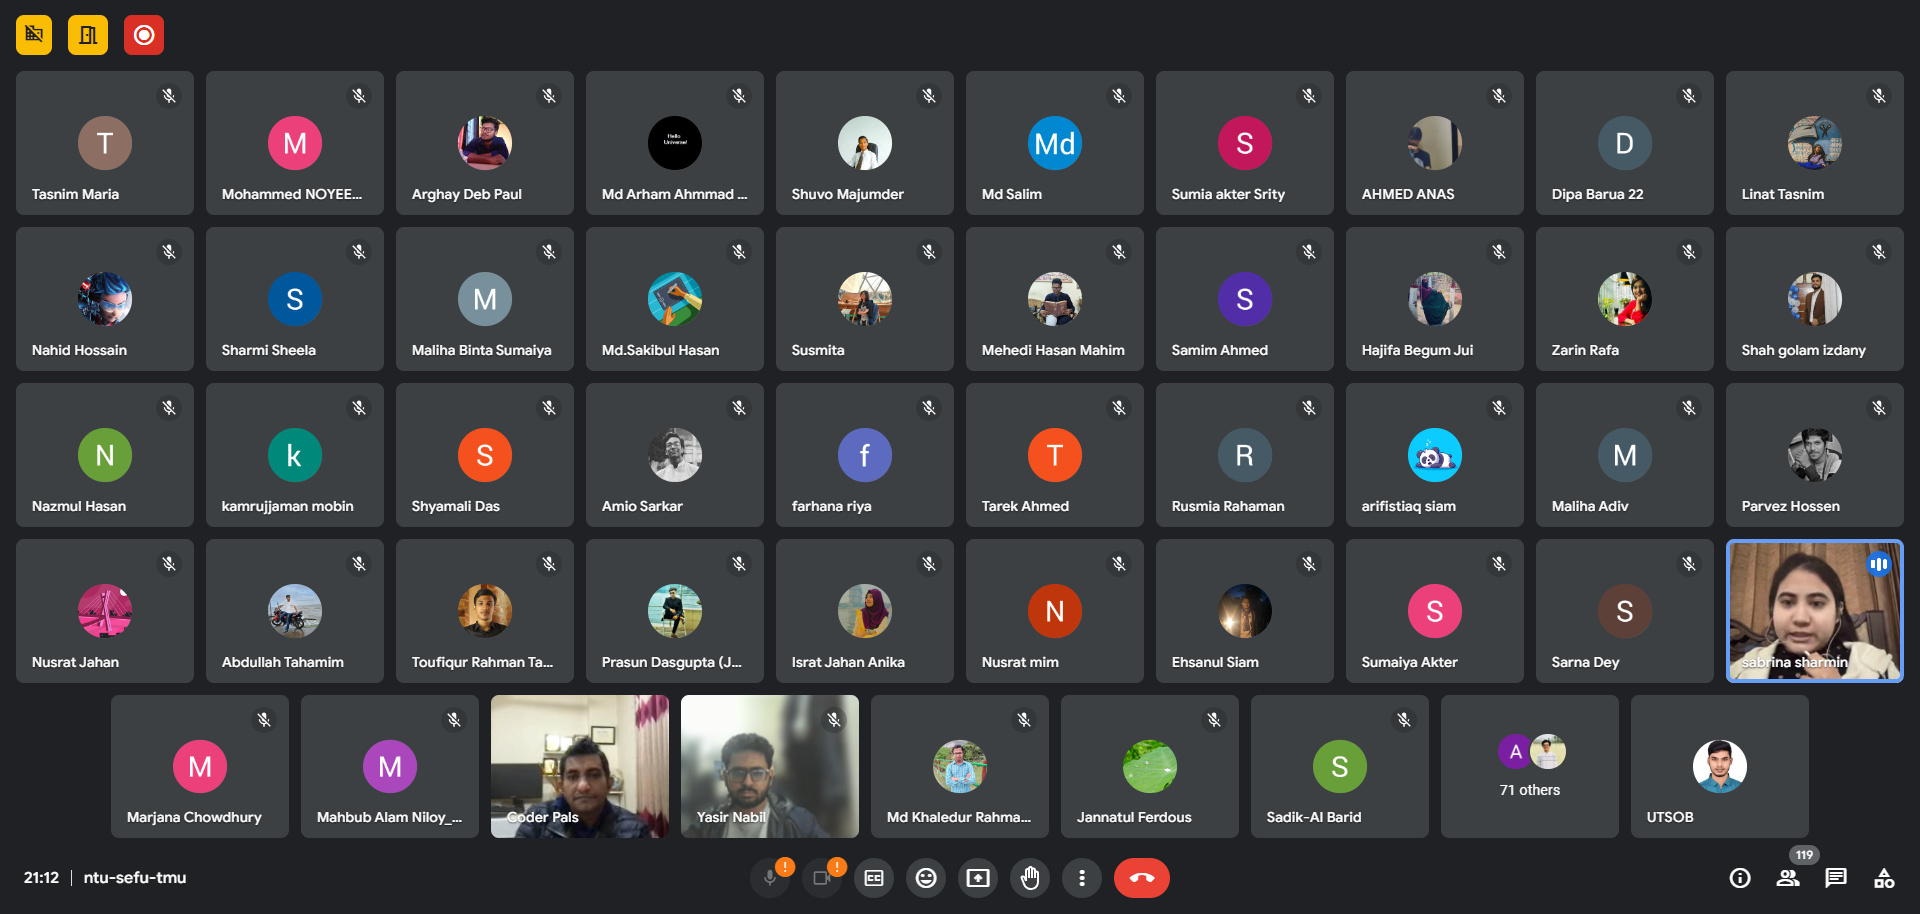 T
M
Hello
Universe!
Md
S
D
Tasnim Maria
Mohammed NOYEE...
Arghay Deb Paul
Md Arham Ahmmad ...
Shuvo Majumder
Md Salim
Sumia akter Srity
AHMED ANAS
Dipa Barua 22
Linat Tasnim
S
M
S
Nahid Hossain
Sharmi Sheela
Maliha Binta Sumaiya
Md.Sakibul Hasan
Susmita
Mehedi Hasan Mahim
Samim Ahmed
Hajifa Begum Jui
Zarin Rafa
Shah golam izdany
N
k
S
f
T
R
M
Nazmul Hasan
kamrujjaman mobin
Shyamali Das
Amio Sarkar
farhana riya
Tarek Ahmed
Rusmia Rahaman
arifistiaq siam
Maliha Adiv
Parvez Hossen
N
S
S
Nusrat Jahan
Abdullah Tahamim
Toufiqur Rahman Ta...
Prasun Dasgupta (J...
Israt Jahan Anika
Nusrat mim
Ehsanul Siam
Sumaiya Akter
Sarna Dey
sabrina sharmin
M
M
S
A
71 others
Marjana Chowdhury
Mahbub Alam Niloy_...
Coder Pals
Yasir Nabil
Md Khaledur Rahma...
Jannatul Ferdous
Sadik-Al Barid
UTSOB
21:12 | ntu-sefu-tmu
!
!
CC
119